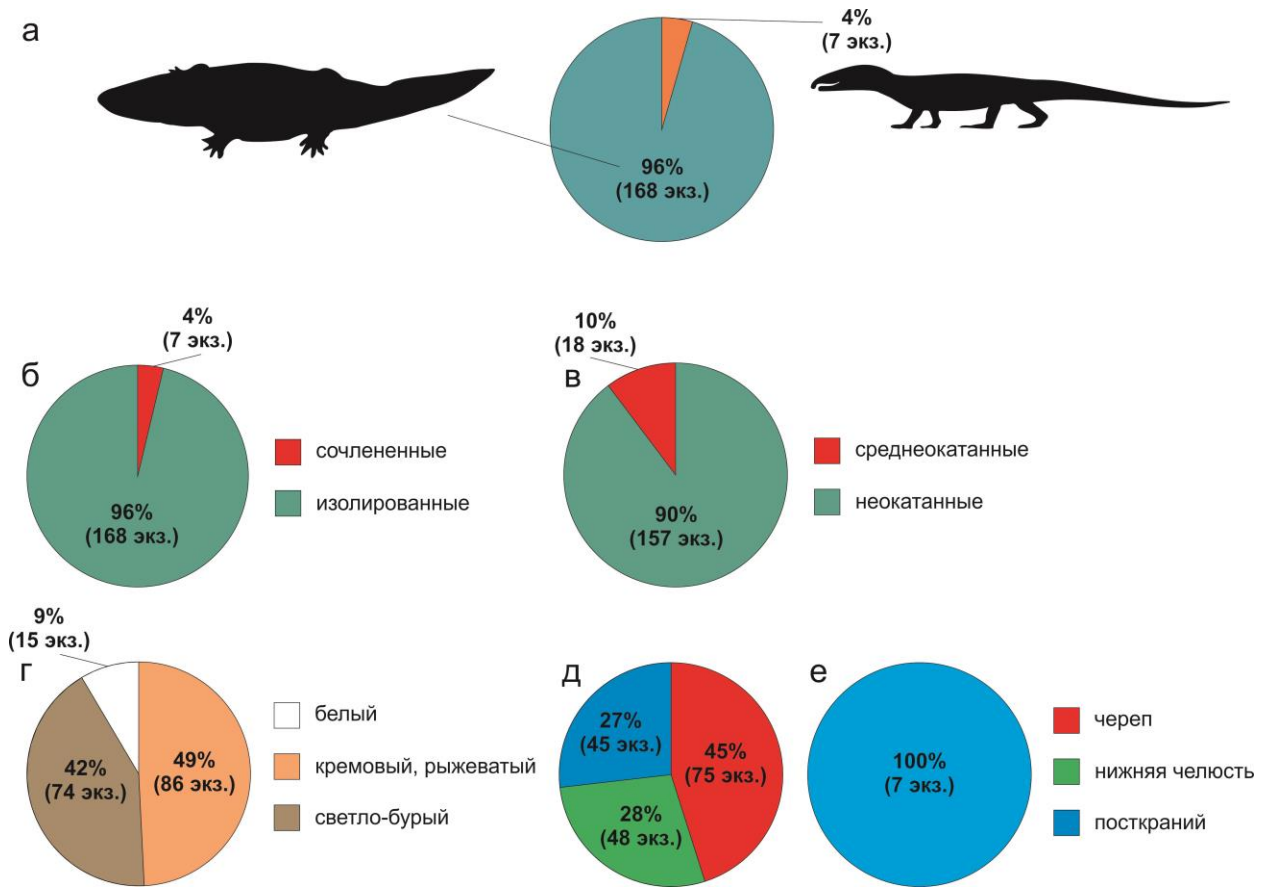 а
4%
(7 экз.)
96%
(168 экз.)
б
4%
(7 экз.)
96%
(168 экз.)
сочлененные
изолированные
в
10%
(18 экз.)
90%
(157 экз.)
среднеокатанные
неокатанные
г
9%
(15 экз.)
42%
(74 экз.)
49%
(86 экз.)
белый
кремовый, рыжеватый
светло-бурый
д
27%
(45 экз.)
45%
(75 экз.)
28%
(48 экз.)
е
100%
(7 экз.)
череп
нижняя челюсть
посткраний